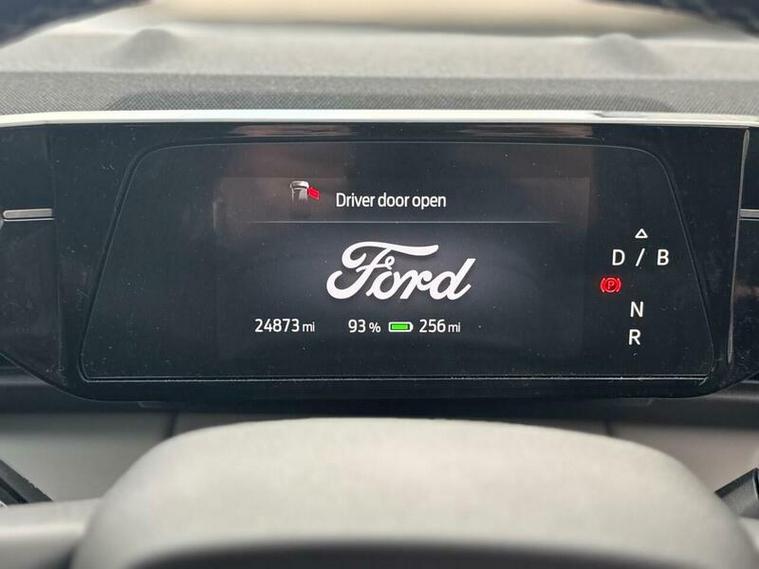 Driver door open
Ford
24873 mi 93 % 256 mi
D / B
P
N
R